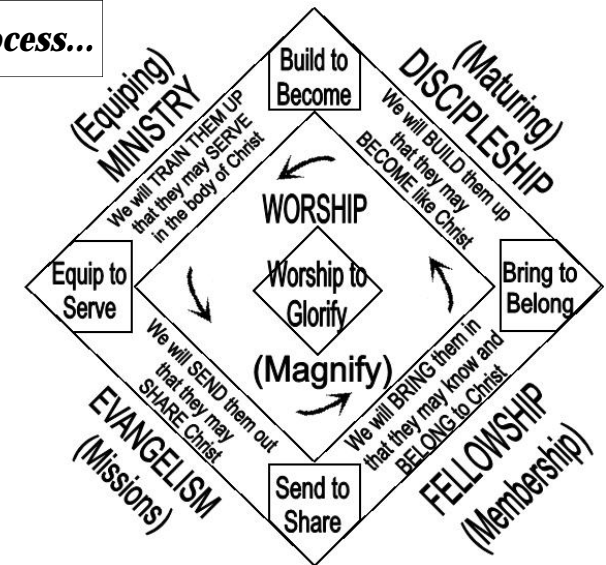 ocess...
(Equiping)
MINISTRY
We will TRAIN THEM UP
that they may SERVE
in the body of Christ
Build to
Become
(Maturing)
DISCIPLESHIP
We will BUILD them up
that they may
BECOME like Christ
WORSHIP
Equip to
Serve
Worship to
Glorify
Bring to
Belong
(Magnify)
We will SEND them out
that they may
SHARE Christ
EVANGELISM
(Missions)
We will BRING them in
that they may know and
BELONG to Christ
FELLOWSHIP
(Membership)
Send to
Share